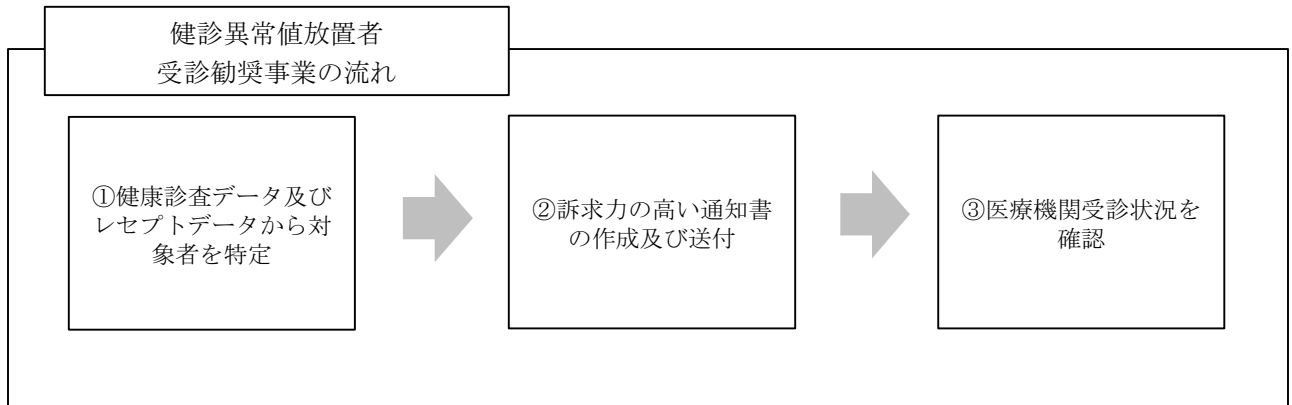 健診異常値放置者
受診勧奨事業の流れ
①健康診査データ及び
レセプトデータから対
象者を特定
②訴求力の高い通知書
の作成及び送付
③医療機関受診状況を
確認